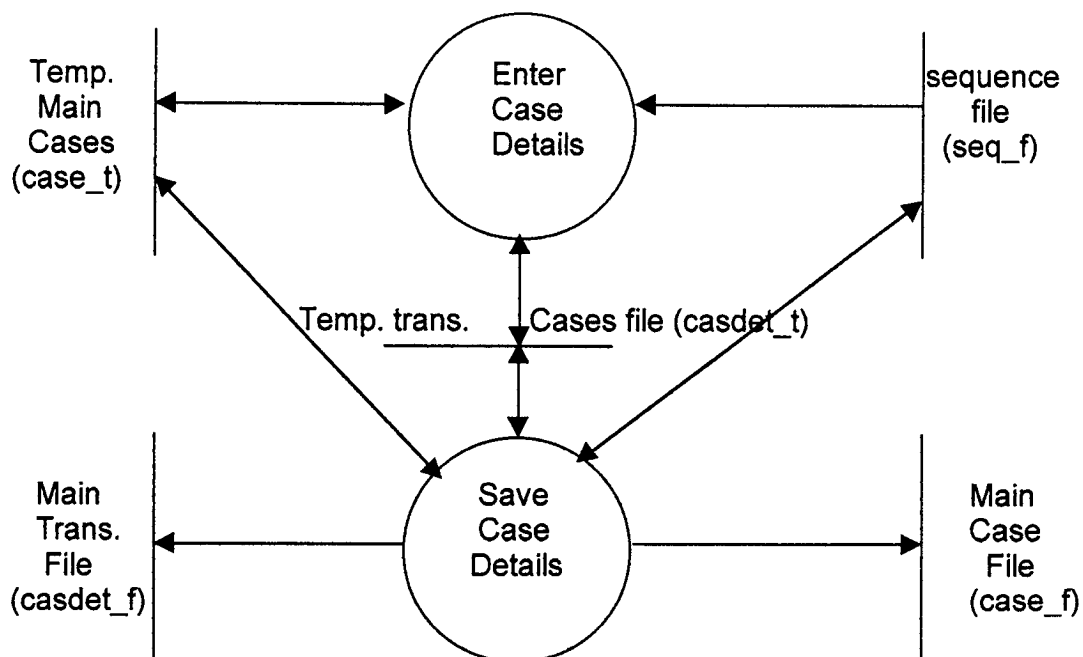 Temp.
Main
Cases
(case_t)
Enter
Case
Details
sequence
file
(seq_f)
Temp. trans.
Cases file (casdet_t)
Main
Trans.
File
(casdet_f)
Save
Case
Details
Main
Case
File
(case_f)